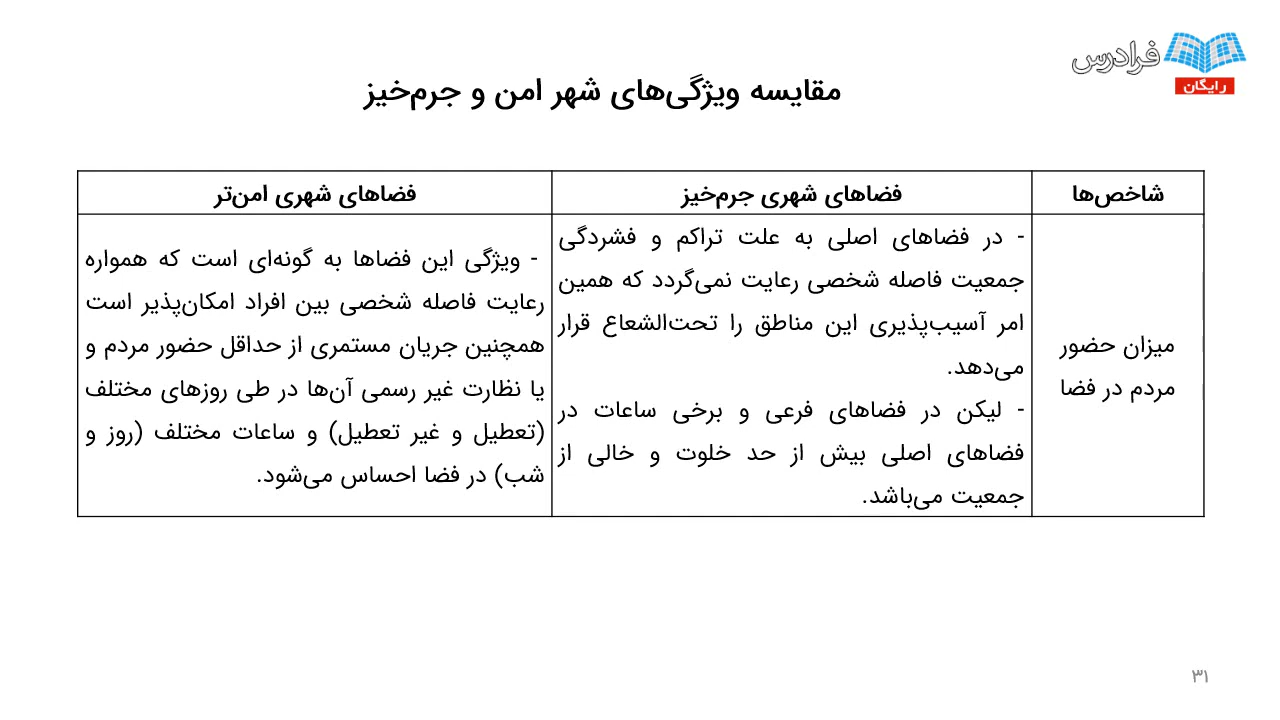 فرادرس
رایگان
مقایسه ویژگی‌های شهر امن و جرم‌خیز
شاخص‌ها
فضاهای شهری جرم‌خیز
فضاهای شهری امن‌تر
میزان حضور
مردم در فضا
- در فضاهای اصلی به علت تراکم و فشردگی
جمعیت فاصله شخصی رعایت نمی‌گردد که همین
امر آسیب‌پذیری این مناطق را تحت‌الشعاع قرار
می‌دهد.
- لیکن در فضاهای فرعی و برخی ساعات در
فضاهای اصلی بیش از حد خلوت و خالی از
جمعیت می‌باشد.
- ویژگی این فضاها به گونه‌ای است که همواره
رعایت فاصله شخصی بین افراد امکان‌پذیر است
همچنین جریان مستمری از حداقل حضور مردم و
یا نظارت غیر رسمی آن‌ها در طی روزهای مختلف
(تعطیل و غیر تعطیل) و ساعات مختلف (روز و
شب) در فضا احساس می‌شود.
۳۱